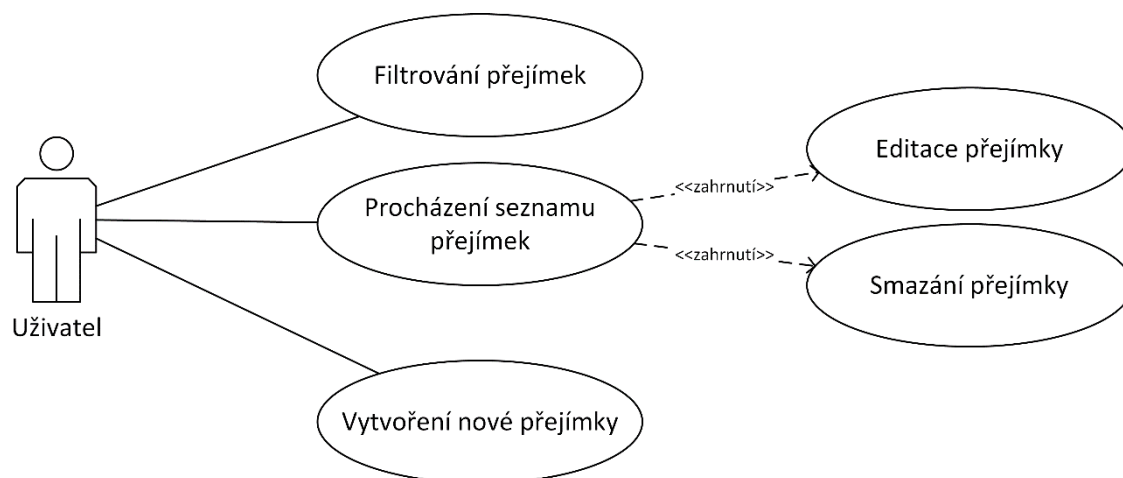 Filtrování přejímek
Editace přejímky
<<zahrnutí>>
Procházení seznamu
přejímek
<<zahrnutí>>
Smazání přejímky
Uživatel
Vytvoření nové přejímky